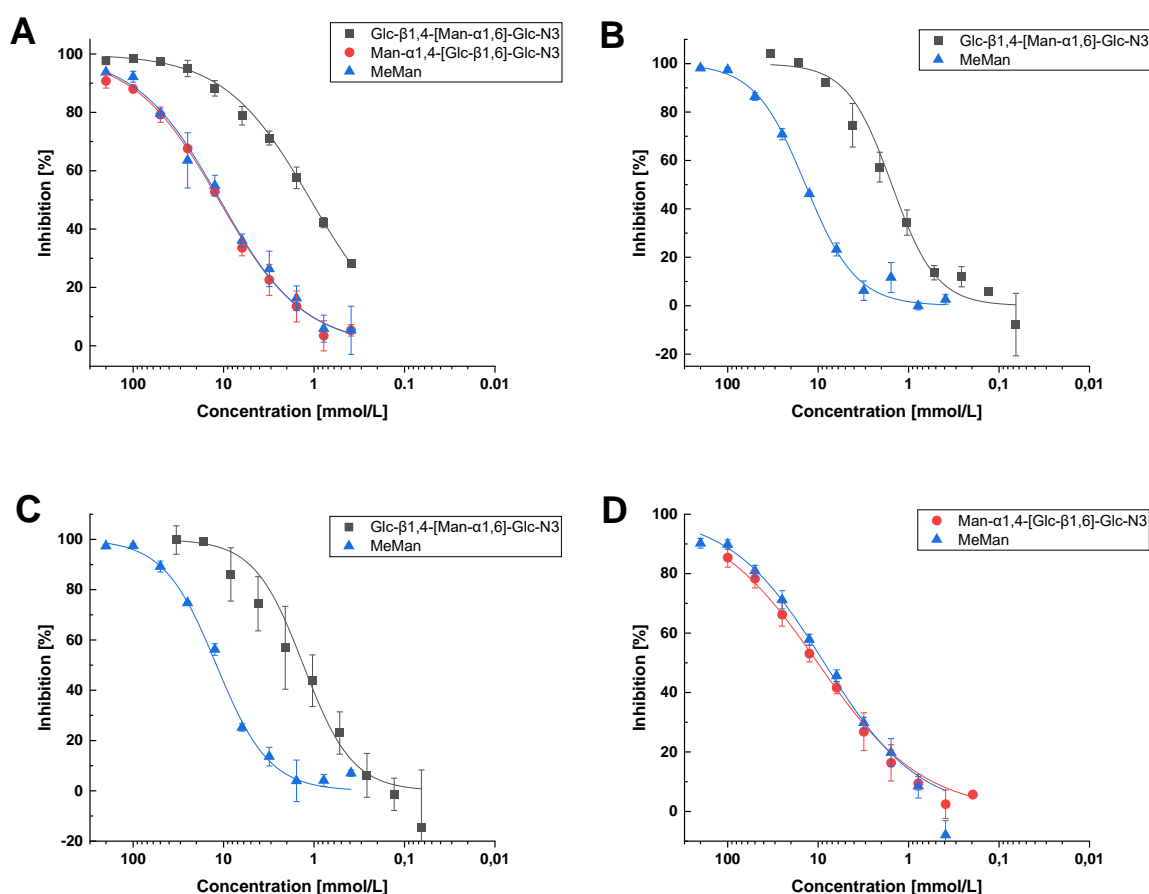 A
Glc-β1,4-[Man-α1,6]-Glc-N3
Man-α1,4-[Glc-β1,6]-Glc-N3
MeMan
100
80
60
40
20
0
Inhibition [%]
100 10 1 0,1 0.01
Concentration [mmol/L]
B
Glc-β1,4-[Man-α1,6]-Glc-N3
MeMan
100
80
60
40
20
0
-20
Inhibition [%]
100 10 1 0,1 0,01
Concentration [mmol/L]
C
Glc-β1,4-[Man-α1,6]-Glc-N3
MeMan
100
80
60
40
20
0
-20
Inhibition [%]
100 10 1 0,1 0,01
Concentration [mmol/L]
D
Man-α1,4-[Glc-β1,6]-Glc-N3
MeMan
100
80
60
40
20
0
Inhibition [%]
100 10 1 0,1 0,01
Concentration [mmol/L]